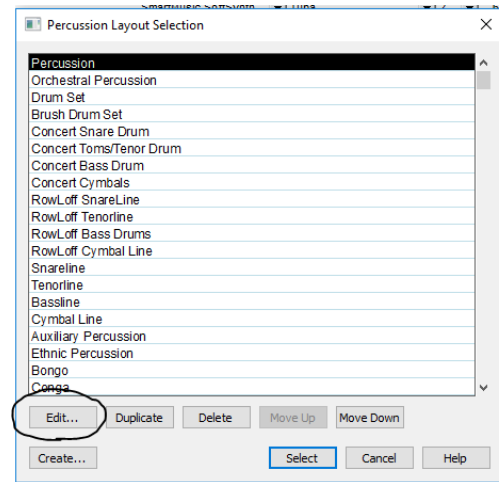 Percussion Layout Selection
Percussion
Orchestral Percussion
Drum Set
Brush Drum Set
Concert Snare Drum
Concert Toms/Tenor Drum
Concert Bass Drum
Concert Cymbals
RowLoff SnareLine
RowLoff Tenorline
RowLoff Bass Drums
RowLoff Cymbal Line
Snareline
Tenorline
Bassline
Cymbal Line
Auxiliary Percussion
Ethnic Percussion
Bongo
Conga
Edit... Duplicate Delete Move Up Move Down
Create... Select Cancel Help